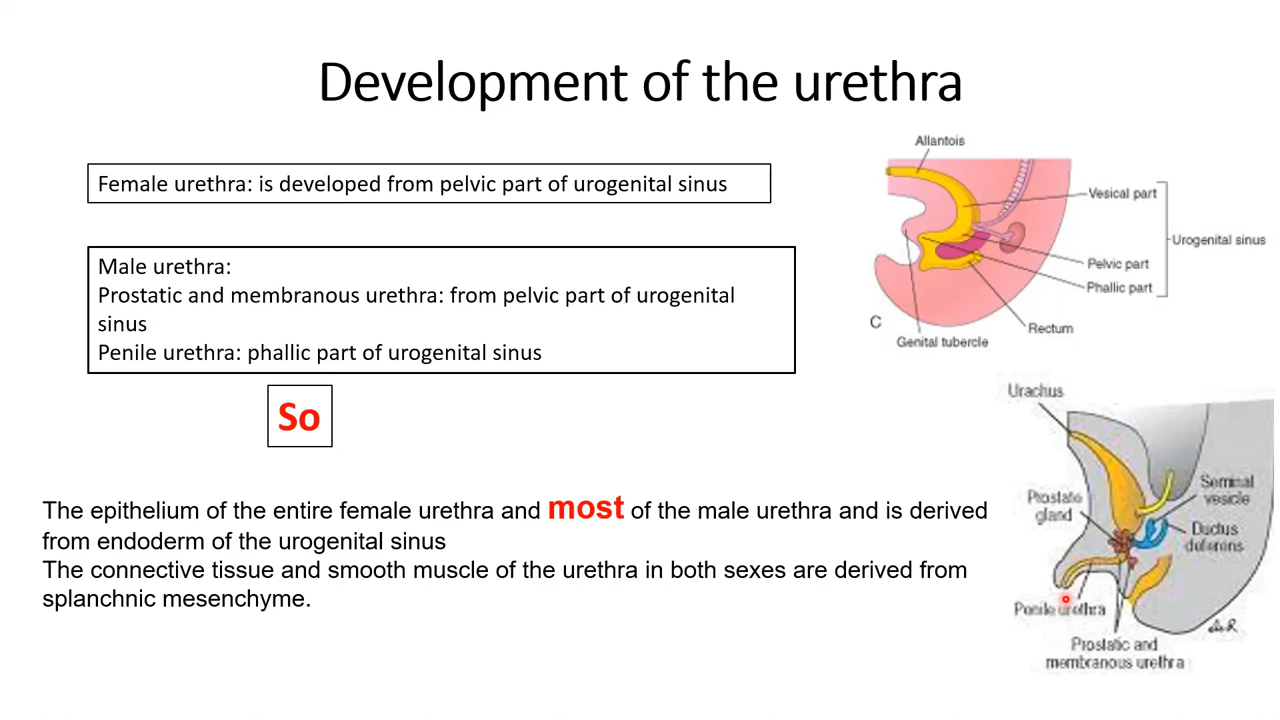 Development of the urethra
Female urethra: is developed from pelvic part of urogenital sinus
Male urethra:
Prostatic and membranous urethra: from pelvic part of urogenital
sinus
Penile urethra: phallic part of urogenital sinus
So
The epithelium of the entire female urethra and most of the male urethra and is derived
from endoderm of the urogenital sinus
The connective tissue and smooth muscle of the urethra in both sexes are derived from
splanchnic mesenchyme.
Allantois
Vesical part
Urogenital sinus
Pelvic part
Phallic part
Rectum
Genital tubercle
C
Urachus
Prostate
gland
Seminal
vesicle
Ductus
deferens
Penile urethra
Prostatic and
membranous urethra